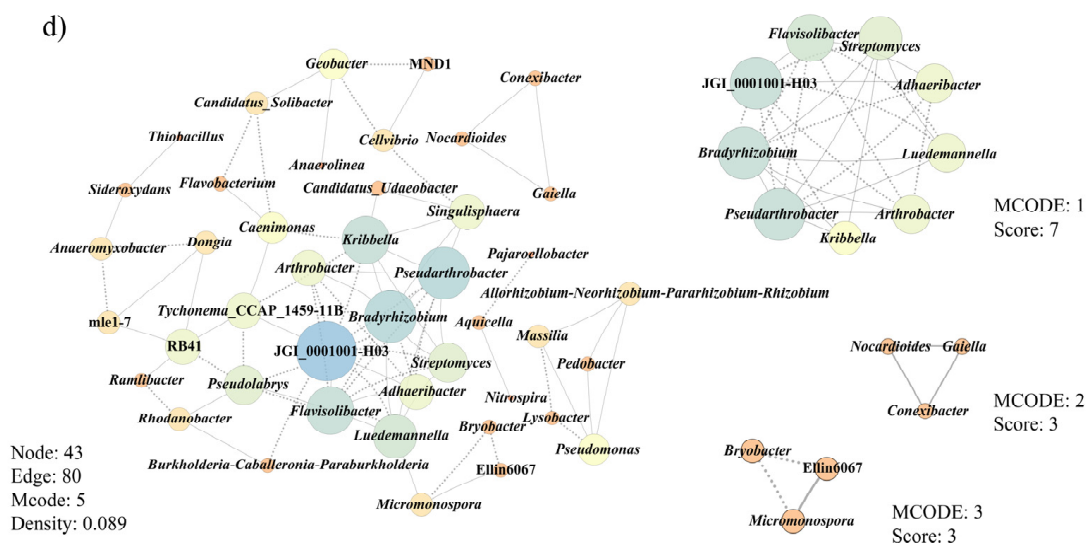 d)
Geobacter
MND1
Conexibacter
Candidatus_Solibacter
Thiobacillus
Cellvibrio
Nocardioides
Anaerolinea
Sideroxydans
Flavobacterium
Candidatus_Udaeobacter
Gaiella
Singulisphaera
Caenimonas
Anaeromyxobacter
Dongia
Kribbella
Pajaroellobacter
Arthrobacter
Pseudarthrobacter
Allorhizobium-Neorhizobium-Pararhizobium-Rhizobium
Tychonema_CCAP_1459-11B
Bradyrhizobium
Aquicella
mle1-7
Massilia
RB41
JGI_0001001-H03
Streptomyces
Pedobacter
Ramlibacter
Pseudolabrys
Adhaeribacter
Nitrospira
Rhodanobacter
Flavisolibacter
Lysobacter
Luedemannella
Bryobacter
Pseudomonas
Burkholderia-Caballeronia-Paraburkholderia
Ellin6067
Micromonospora
Node: 43
Edge: 80
Mcode: 5
Density: 0.089
Flavisolibacter
Streptomyces
JGI_0001001-H03
Adhaeribacter
Bradyrhizobium
Luedemannella
Pseudarthrobacter
Arthrobacter
Kribbella
MCODE: 1
Score: 7
Nocardioides
Gaiella
Conexibacter
MCODE: 2
Score: 3
Bryobacter
Ellin6067
Micromonospora
MCODE: 3
Score: 3